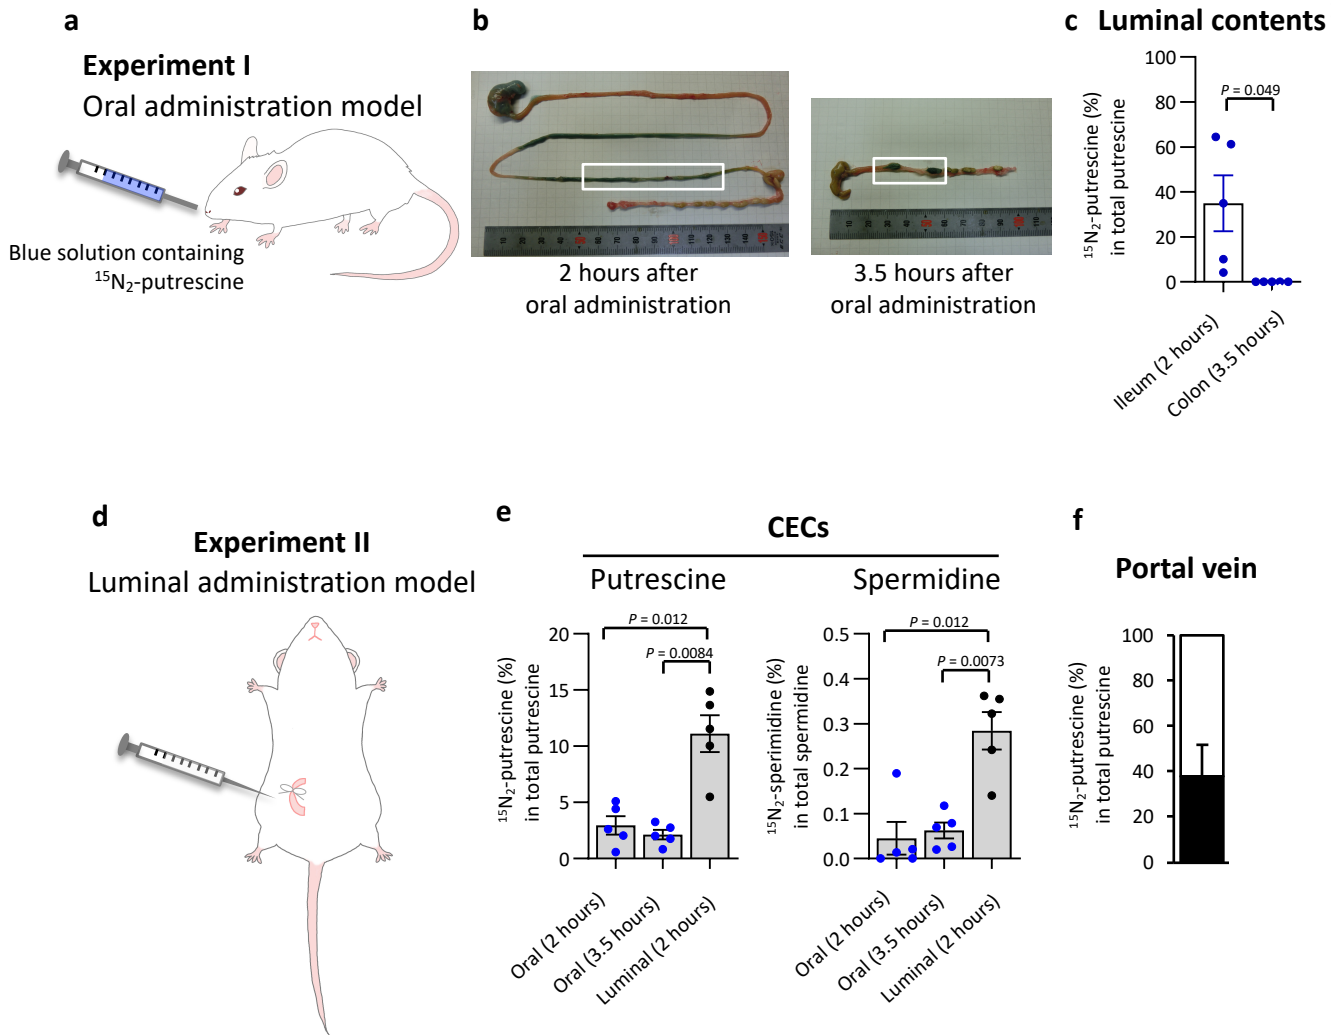 a
Experiment I
Oral administration model
Blue solution containing
¹⁵N₂-putrescine
b
2 hours after
oral administration
3.5 hours after
oral administration
c Luminal contents
¹⁵N₂-putrescine (%)
in total putrescine
100
80
60
40
20
0
P = 0.049
Ileum (2 hours)
Colon (3.5 hours)
d
Experiment II
Luminal administration model
e
CECs
Putrescine
¹⁵N₂-putrescine (%)
in total putrescine
20
15
10
5
0
P = 0.012
P = 0.0084
Oral (2 hours)
Oral (3.5 hours)
Luminal (2 hours)
Spermidine
¹⁵N₂-sperimidine (%)
in total spermidine
0.5
0.4
0.3
0.2
0.1
0.0
P = 0.012
P = 0.0073
Oral (2 hours)
Oral (3.5 hours)
Luminal (2 hours)
f
Portal vein
¹⁵N₂-putrescine (%)
in total putrescine
100
80
60
40
20
0